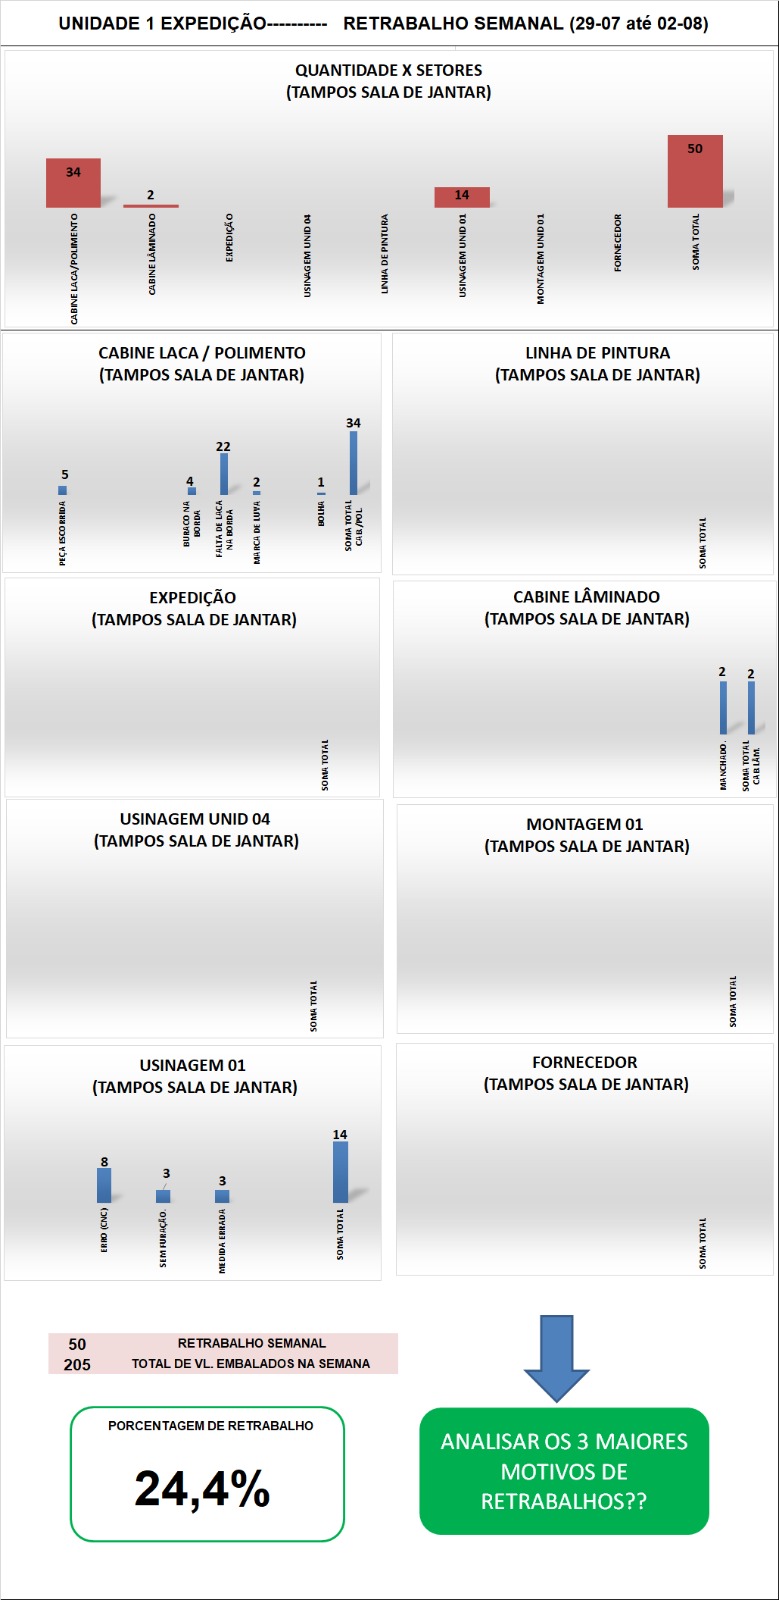 UNIDADE 1 EXPEDIÇÃO---------- RETRABALHO SEMANAL (29-07 até 02-08)
QUANTIDADE X SETORES
(TAMPOS SALA DE JANTAR)
34
2
14
50
CABINE LACA/POLIMENTO
CABINE LÂMINADO
EXPEDIÇÃO
USINAGEM UNID 04
LINHA DE PINTURA
USINAGEM UNID 01
MONTAGEM UNID 01
FORNECEDOR
SOMA TOTAL
CABINE LACA / POLIMENTO
(TAMPOS SALA DE JANTAR)
5
4
22
2
1
34
PEÇA ESCORRIDA
BURACO NA
BORDA
FALTA DE LACA
NA BORDA
MARCA DE LUVA
BOLHA
SOMA TOTAL
CAB./POL
LINHA DE PINTURA
(TAMPOS SALA DE JANTAR)
SOMA TOTAL
EXPEDIÇÃO
(TAMPOS SALA DE JANTAR)
SOMA TOTAL
CABINE LÂMINADO
(TAMPOS SALA DE JANTAR)
2
2
MANCHADO.
SOMA TOTAL
CAB LÂM.
USINAGEM UNID 04
(TAMPOS SALA DE JANTAR)
SOMA TOTAL
MONTAGEM 01
(TAMPOS SALA DE JANTAR)
SOMA TOTAL
USINAGEM 01
(TAMPOS SALA DE JANTAR)
8
3
3
14
ERRO (CNC)
SEM FURAÇÃO.
MEDIDA ERRADA
SOMA TOTAL
FORNECEDOR
(TAMPOS SALA DE JANTAR)
SOMA TOTAL
50 RETRABALHO SEMANAL
205 TOTAL DE VL. EMBALADOS NA SEMANA
PORCENTAGEM DE RETRABALHO
24,4%
ANALISAR OS 3 MAIORES
MOTIVOS DE
RETRABALHOS??